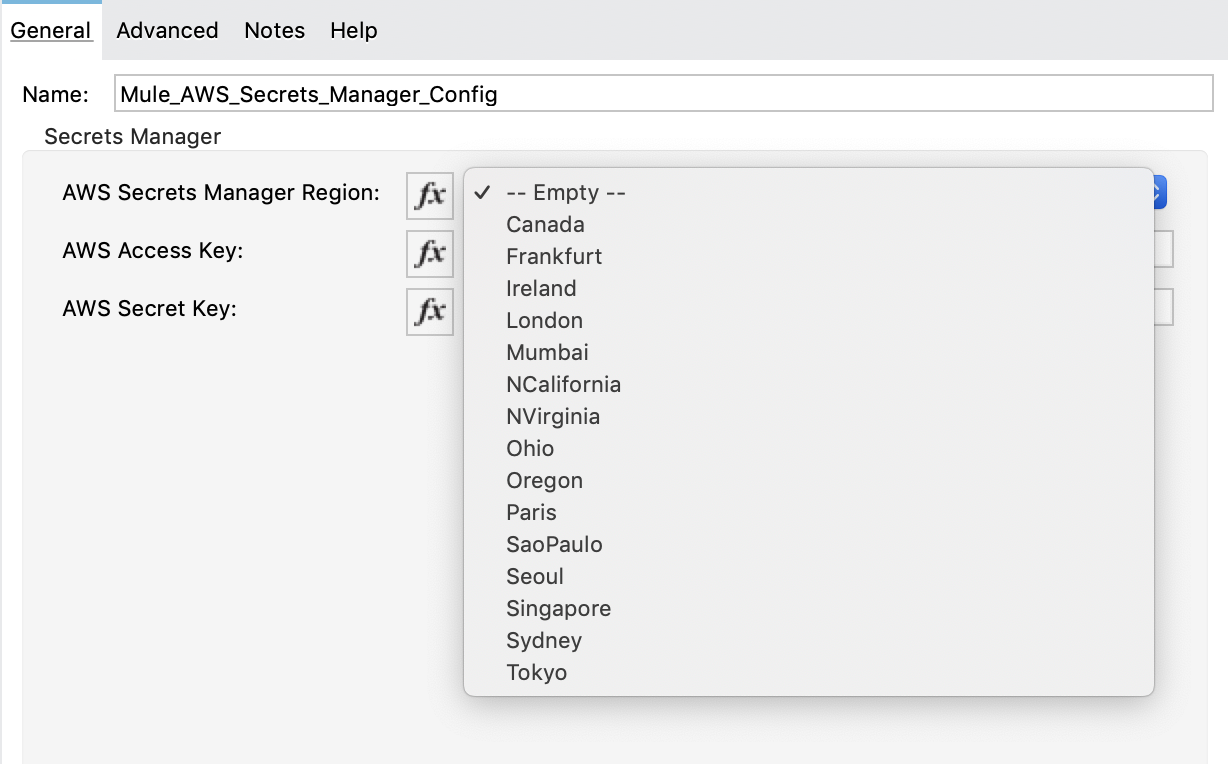 General Advanced Notes Help
Name: Mule_AWS_Secrets_Manager_Config
Secrets Manager
AWS Secrets Manager Region: fx ✓ -- Empty --
Canada
AWS Access Key: fx Frankfurt
Ireland
AWS Secret Key: fx London
Mumbai
NCalifornia
NVirginia
Ohio
Oregon
Paris
SaoPaulo
Seoul
Singapore
Sydney
Tokyo